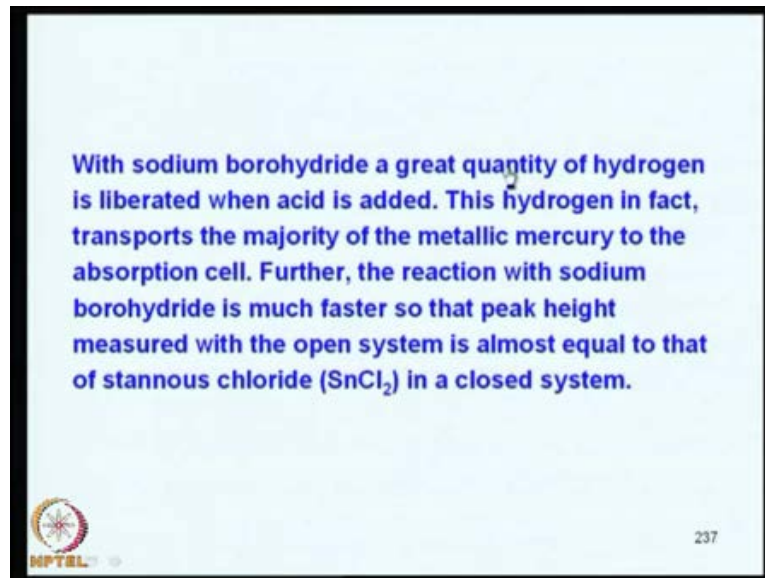 With sodium borohydride a great quantity of hydrogen
is liberated when acid is added. This hydrogen in fact,
transports the majority of the metallic mercury to the
absorption cell. Further, the reaction with sodium
borohydride is much faster so that peak height
measured with the open system is almost equal to that
of stannous chloride (SnCl₂) in a closed system.
NPTEL
237